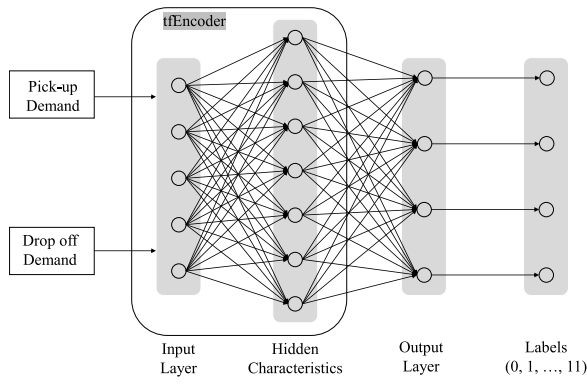 tfEncoder
Pick-up
Demand
Drop off
Demand
Input
Layer
Hidden
Characteristics
Output
Layer
Labels
(0, 1, ..., 11)